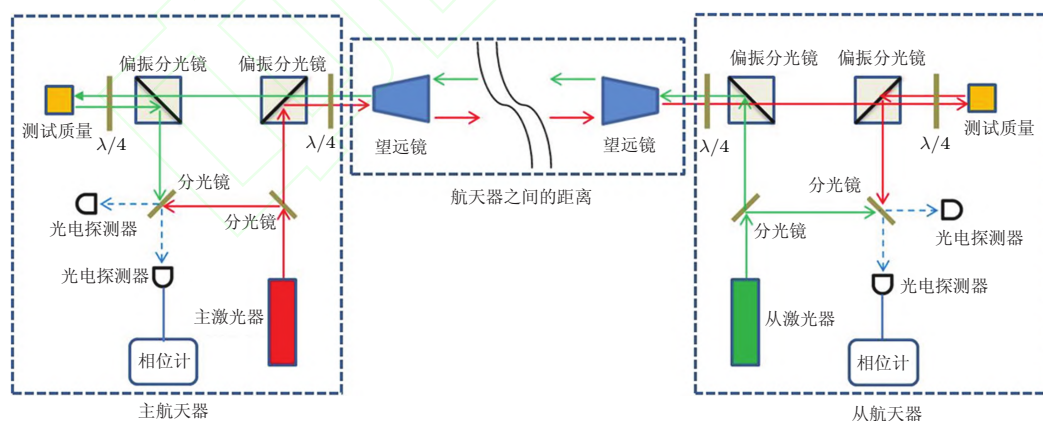 偏振分光镜
偏振分光镜
测试质量
λ/4
λ/4
望远镜
分光镜
分光镜
光电探测器
光电探测器
主激光器
相位计
主航天器
望远镜
航天器之间的距离
偏振分光镜
偏振分光镜
λ/4
λ/4
测试质量
分光镜
分光镜
光电探测器
光电探测器
从激光器
相位计
从航天器